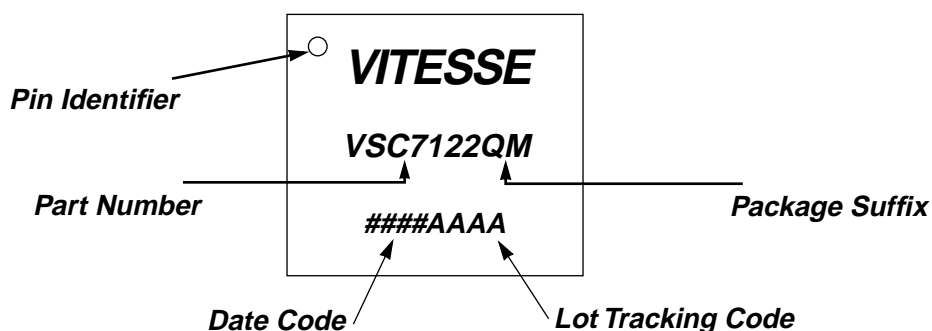 VITESSE
Pin Identifier
VSC7122QM
Part Number
Package Suffix
####AAAA
Date Code
Lot Tracking Code